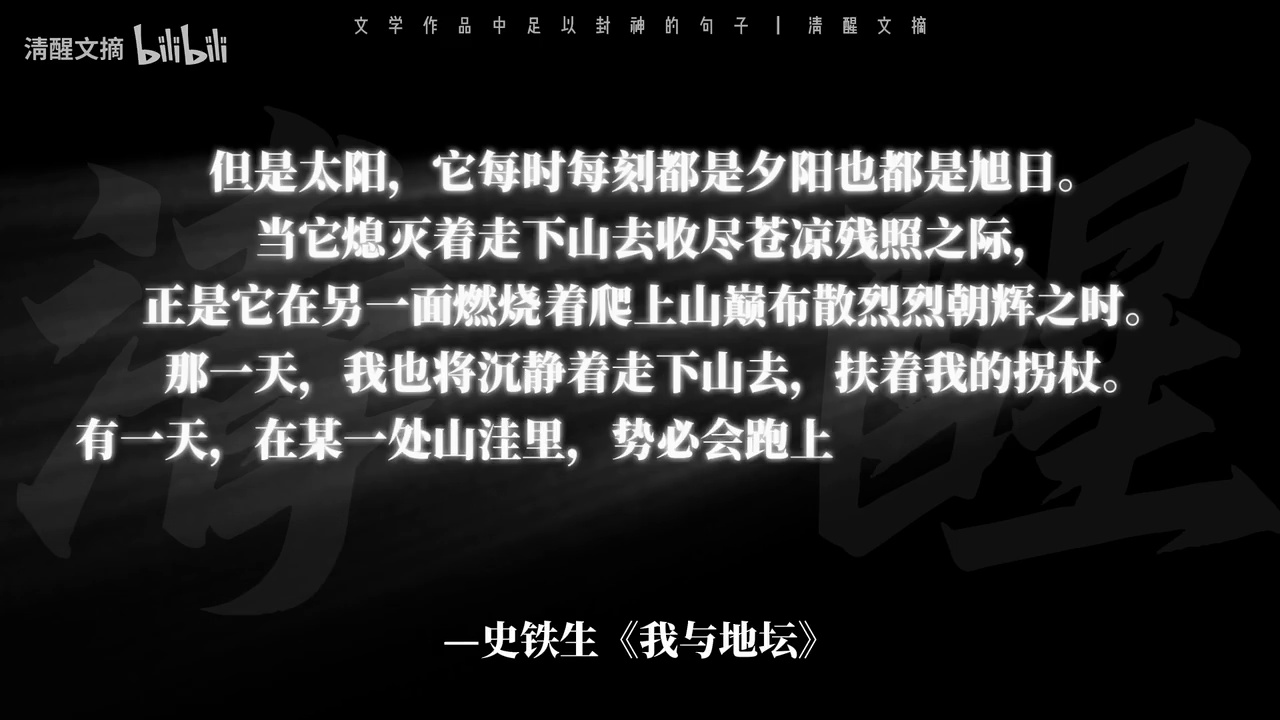 文学作品中足以封神的句子 | 清醒文摘
清醒文摘 bilibili
清醒
但是太阳，它每时每刻都是夕阳也都是旭日。
当它熄灭着走下山去收尽苍凉残照之际，
正是它在另一面燃烧着爬上山巅布散烈烈朝辉之时。
那一天，我也将沉静着走下山去，扶着我的拐杖。
有一天，在某一处山洼里，势必会跑上
—史铁生《我与地坛》